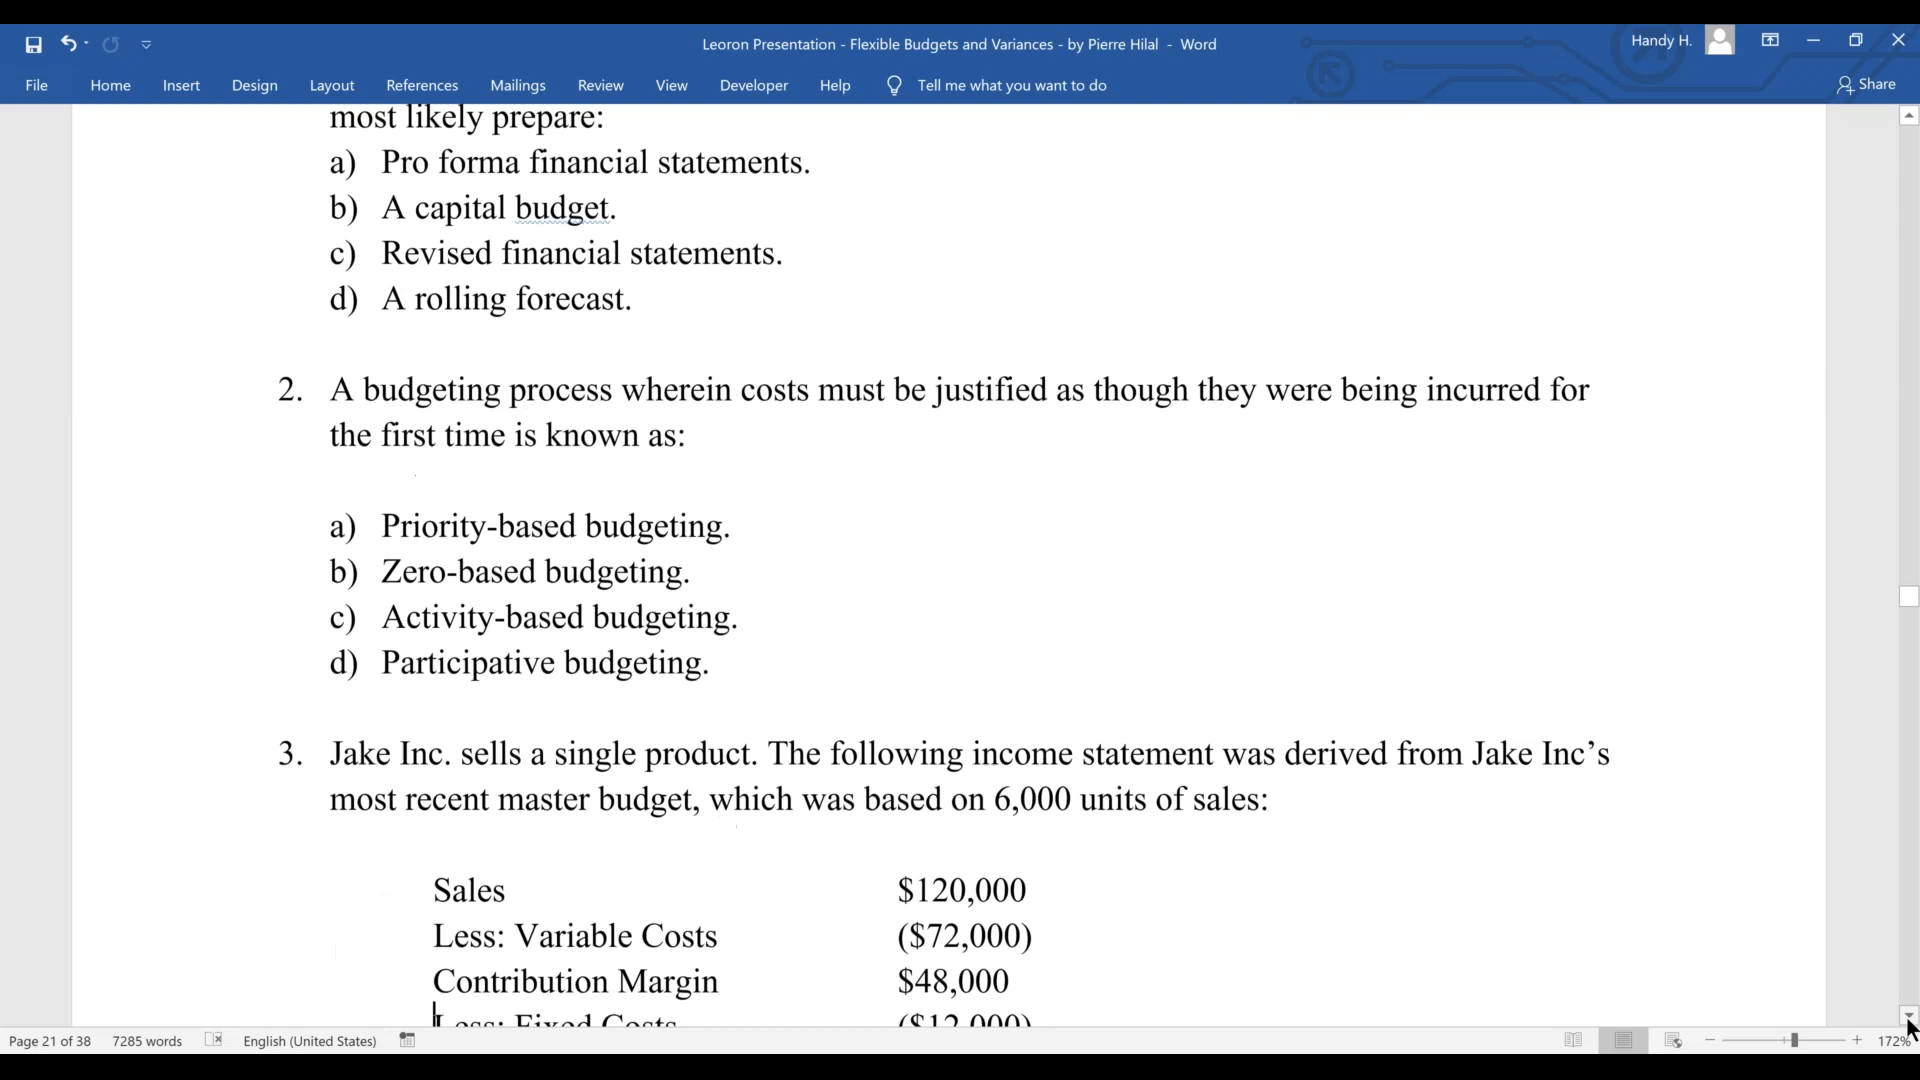 Leoron Presentation - Flexible Budgets and Variances - by Pierre Hilal - Word
Handy H.
File Home Insert Design Layout References Mailings Review View Developer Help Tell me what you want to do Share
most likely prepare:
a) Pro forma financial statements.
b) A capital budget.
c) Revised financial statements.
d) A rolling forecast.
2. A budgeting process wherein costs must be justified as though they were being incurred for
the first time is known as:
a) Priority-based budgeting.
b) Zero-based budgeting.
c) Activity-based budgeting.
d) Participative budgeting.
3. Jake Inc. sells a single product. The following income statement was derived from Jake Inc’s
most recent master budget, which was based on 6,000 units of sales:
Sales $120,000
Less: Variable Costs ($72,000)
Contribution Margin $48,000
Less: Fixed Costs ($12,000)
Page 21 of 38 7285 words English (United States) 172%